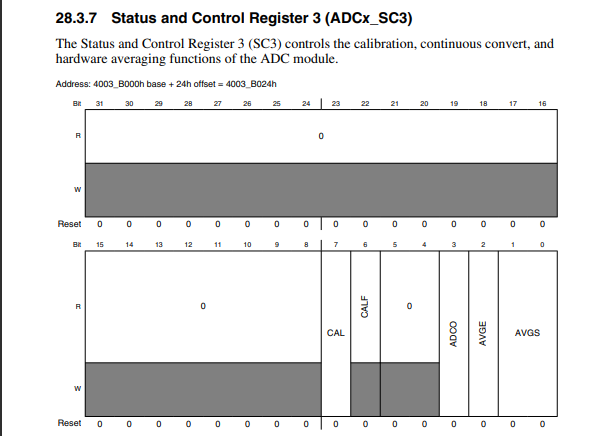 28.3.7 Status and Control Register 3 (ADCx_SC3)
The Status and Control Register 3 (SC3) controls the calibration, continuous convert, and
hardware averaging functions of the ADC module.
Address: 4003_B000h base + 24h offset = 4003_B024h
Bit 31 30 29 28 27 26 25 24 23 22 21 20 19 18 17 16
R 0
W
Reset 0 0 0 0 0 0 0 0 0 0 0 0 0 0 0 0
Bit 15 14 13 12 11 10 9 8 7 6 5 4 3 2 1 0
R 0 CAL CALF 0 ADCO AVGE AVGS
W
Reset 0 0 0 0 0 0 0 0 0 0 0 0 0 0 0 0